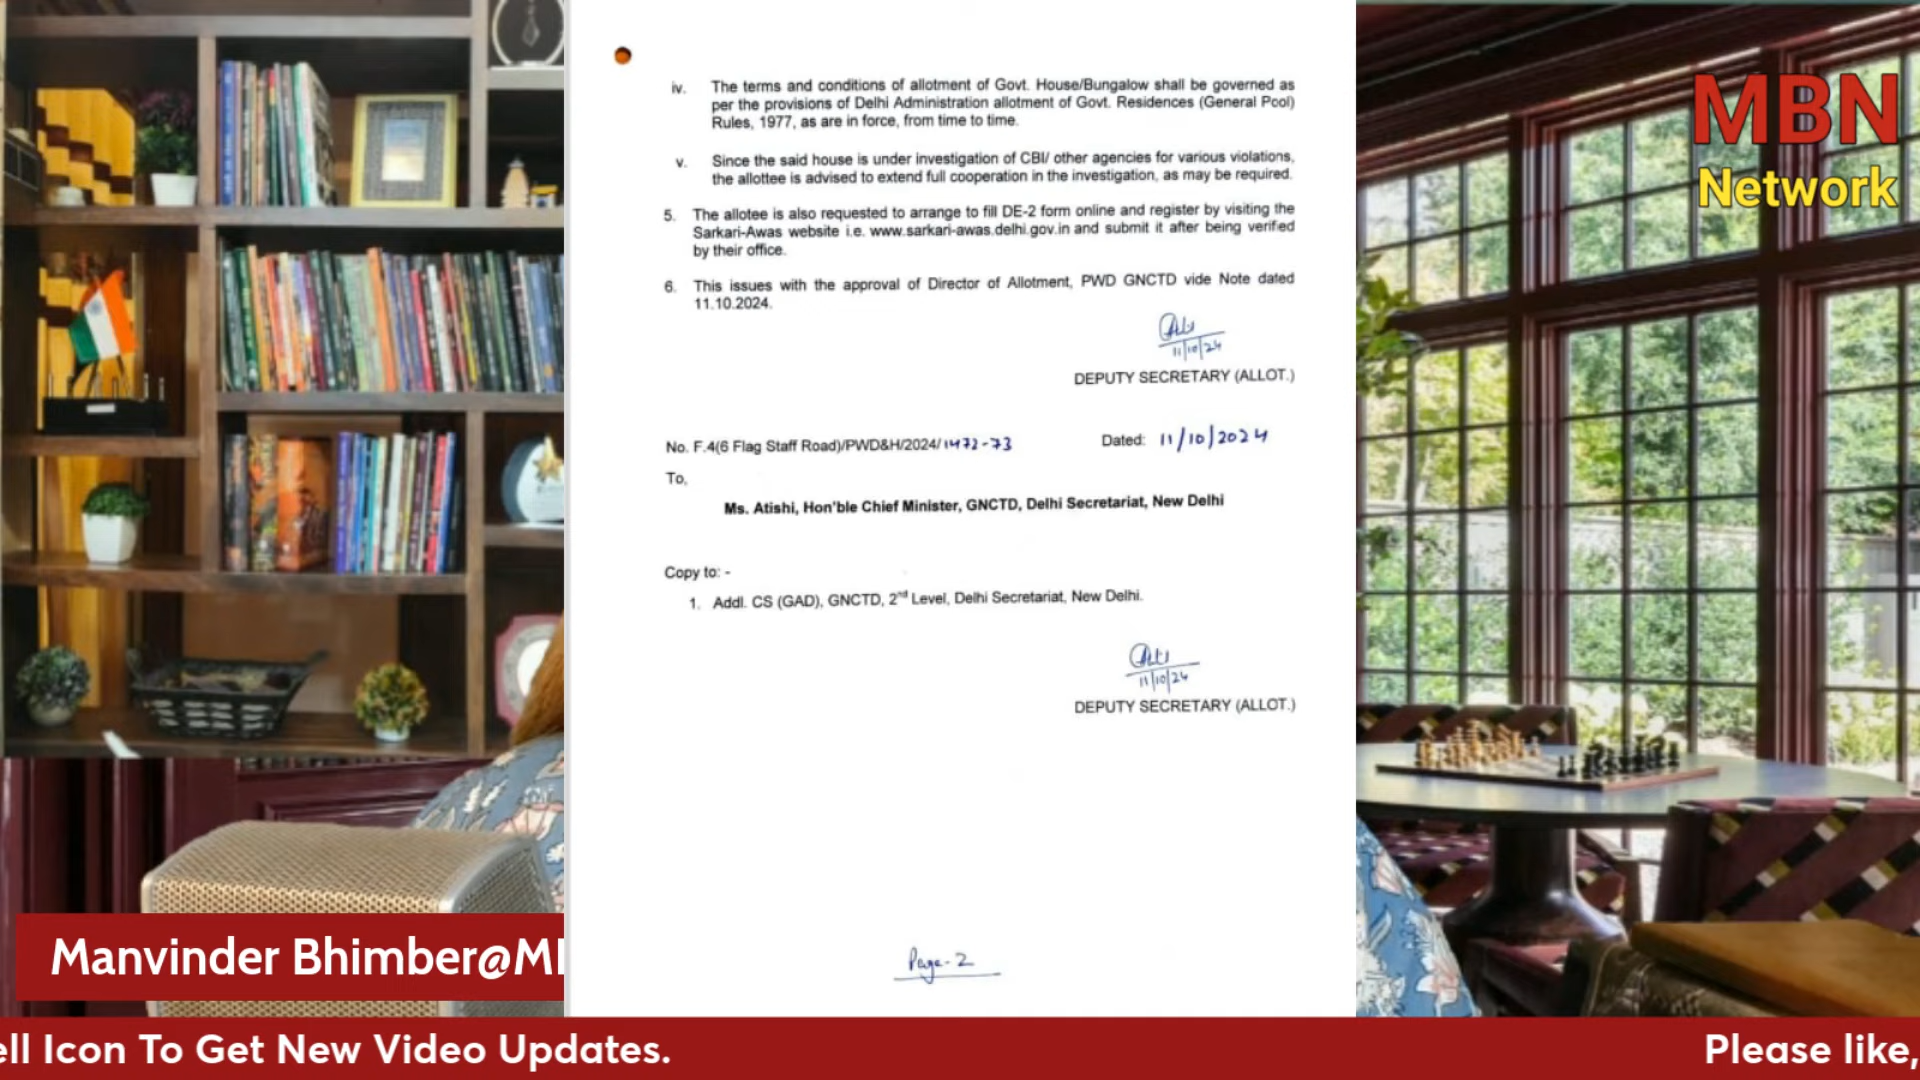 iv. The terms and conditions of allotment of Govt. House/Bungalow shall be governed as
per the provisions of Delhi Administration allotment of Govt. Residences (General Pool)
Rules, 1977, as are in force, from time to time.
v. Since the said house is under investigation of CBI/ other agencies for various violations,
the allottee is advised to extend full cooperation in the investigation, as may be required.
5. The allotee is also requested to arrange to fill DE-2 form online and register by visiting the
Sarkari-Awas website i.e. www.sarkari-awas.delhi.gov.in and submit it after being verified
by their office.
6. This issues with the approval of Director of Allotment, PWD GNCTD vide Note dated
11.10.2024.
11/10/24
DEPUTY SECRETARY (ALLOT.)
No. F.4(6 Flag Staff Road)/PWD&H/2024/1472-73 Dated: 11/10/2024
To,
Ms. Atishi, Hon'ble Chief Minister, GNCTD, Delhi Secretariat, New Delhi
Copy to: -
1. Addl. CS (GAD), GNCTD, 2nd Level, Delhi Secretariat, New Delhi.
11/10/24
DEPUTY SECRETARY (ALLOT.)
Page-2
MBN
Network
Manvinder Bhimber@M
ell Icon To Get New Video Updates.
Please like,